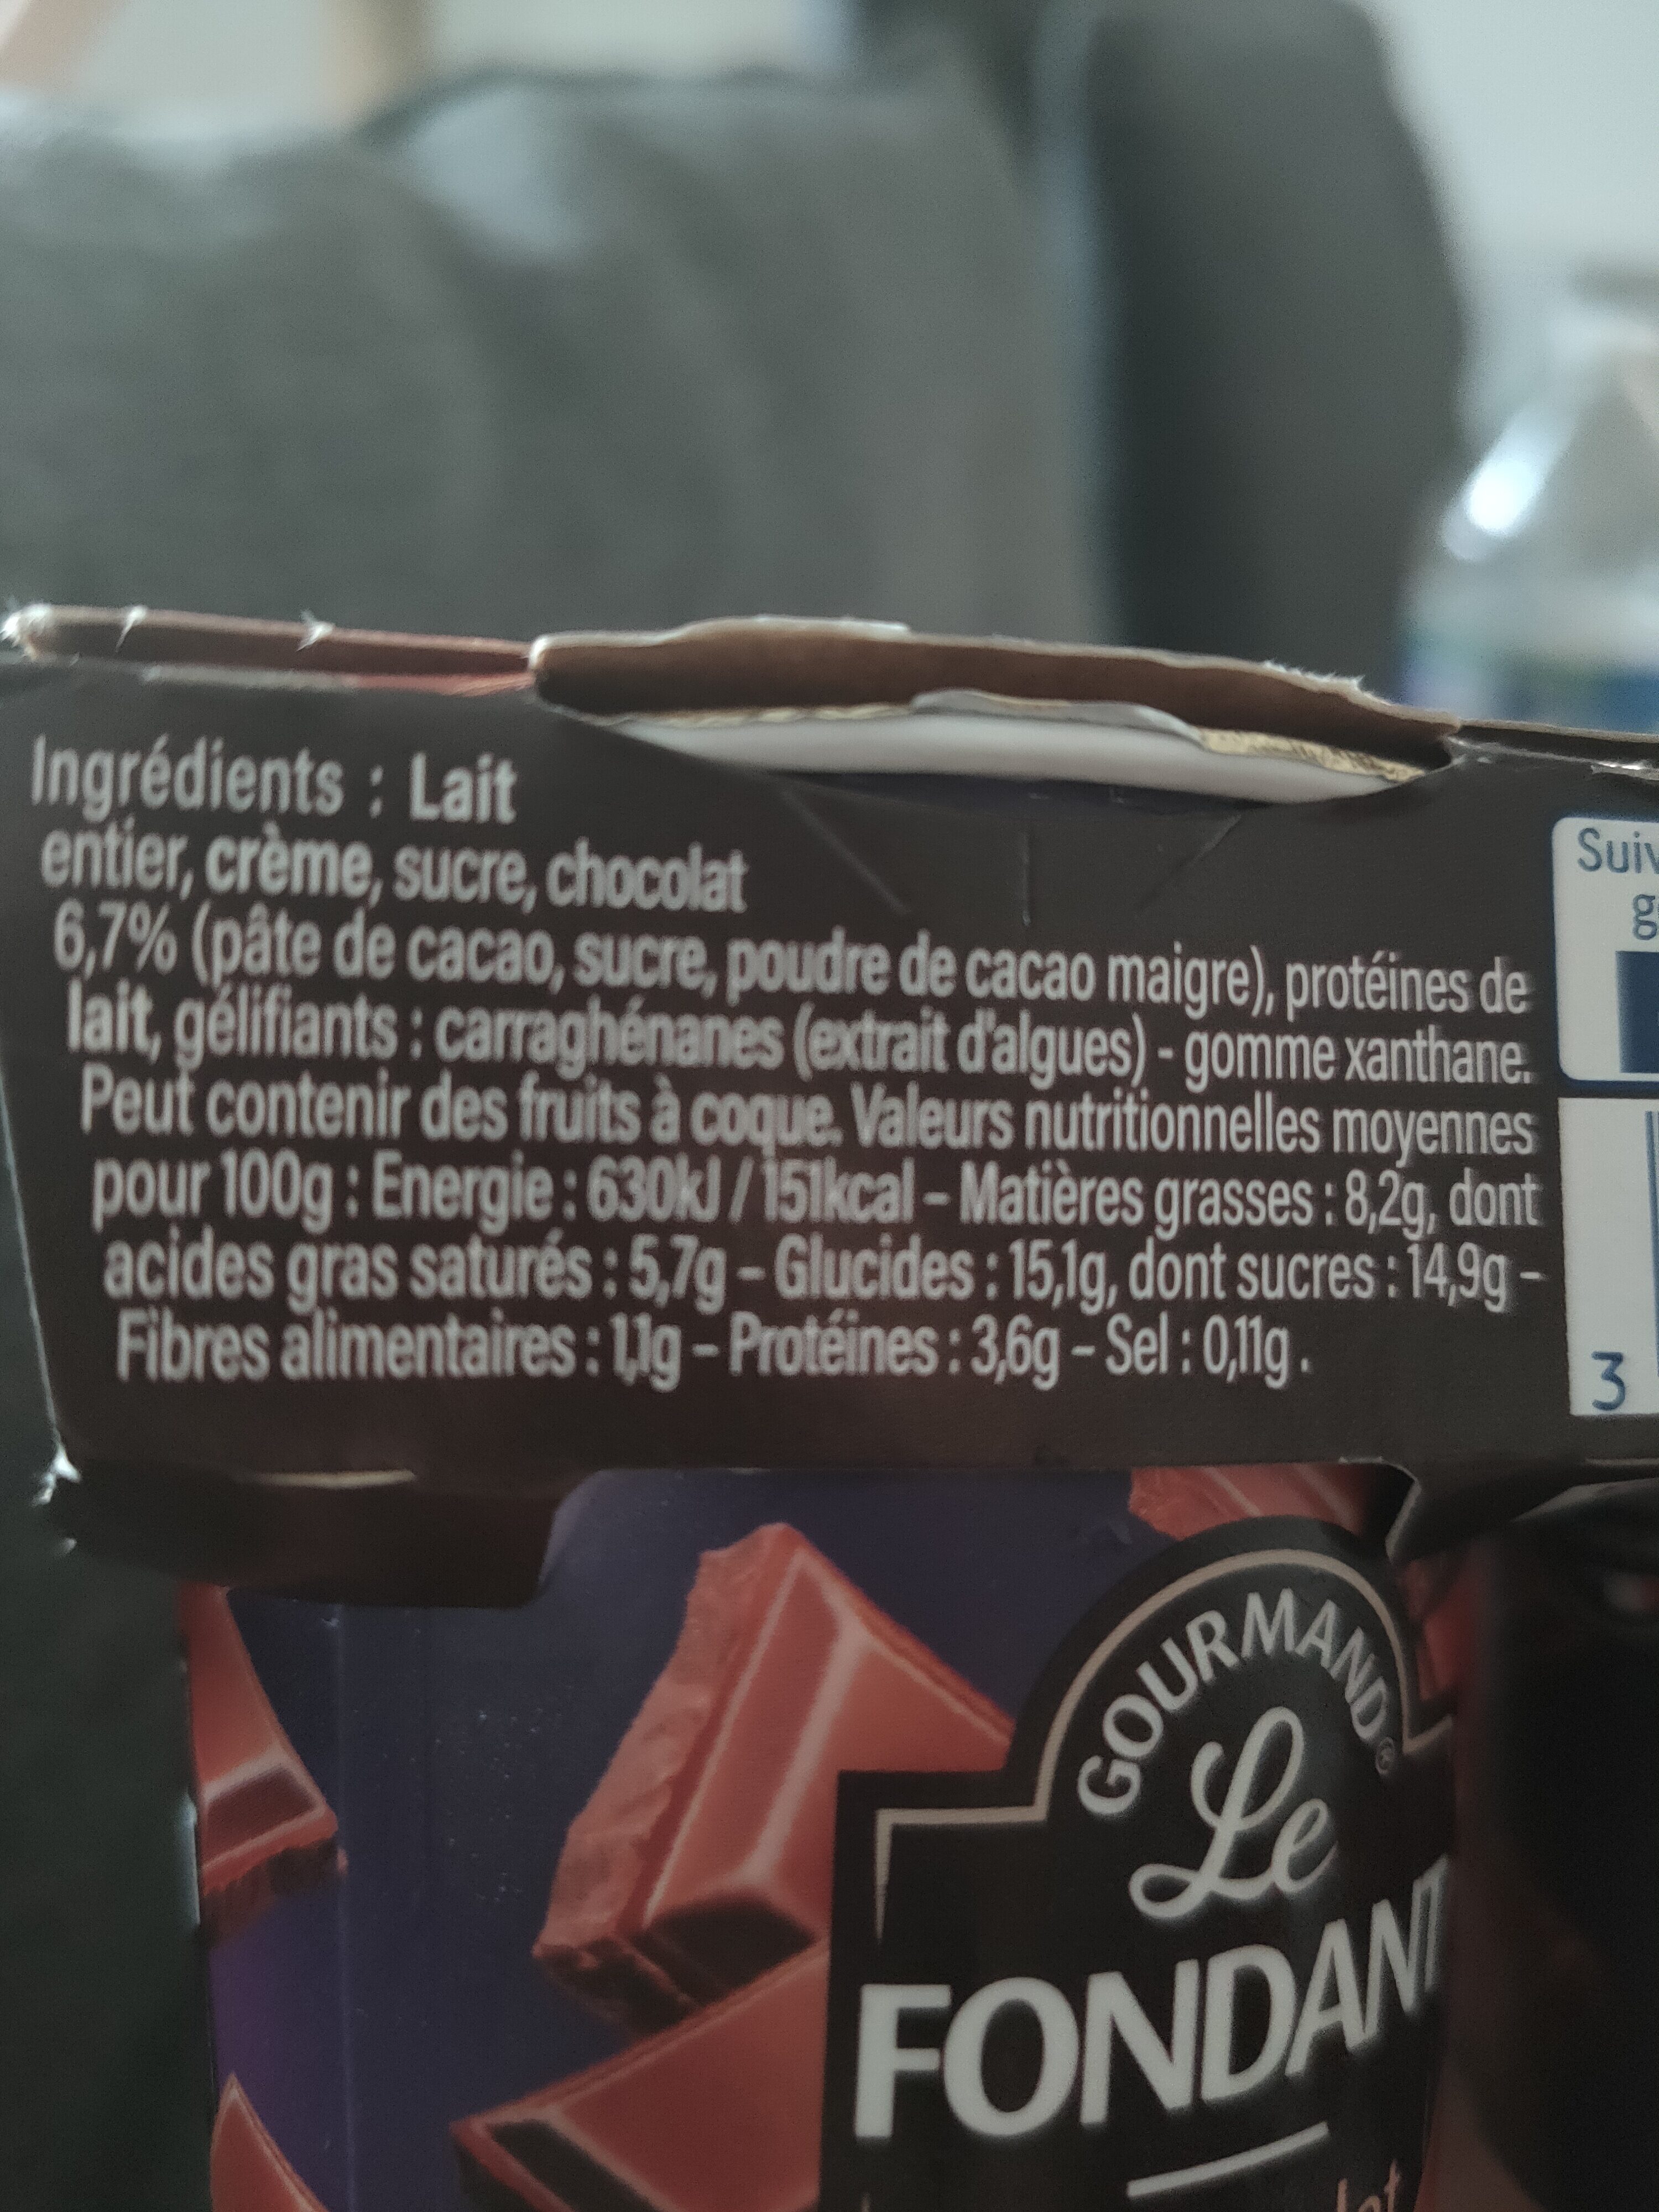 Ingrédients : Lait
entier, crème, sucre, chocolat
6,7% (pâte de cacao, sucre, poudre de cacao maigre), protéines de
lait, gélifiants : carraghénanes (extrait d'algues) - gomme xanthane.
Peut contenir des fruits à coque. Valeurs nutritionnelles moyennes
pour 100g : Energie : 630kJ / 151kcal – Matières grasses : 8,2g, dont
acides gras saturés : 5,7g – Glucides : 15,1g, dont sucres : 14,9g –
Fibres alimentaires : 1,1g – Protéines : 3,6g – Sel : 0,11g .
3
GOURMAND®
Le
FONDANT